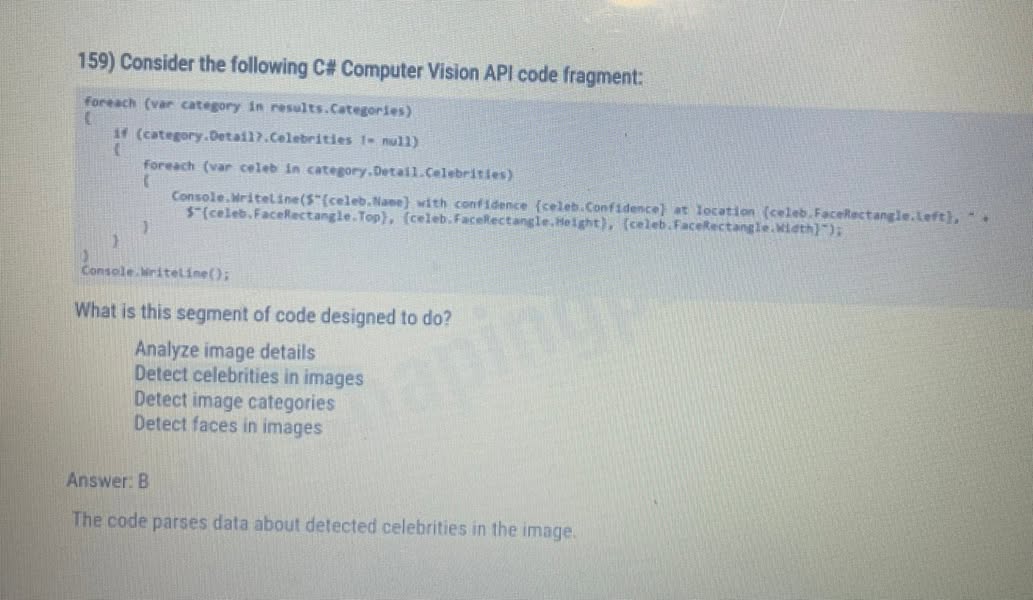 159) Consider the following C# Computer Vision API code fragment:
foreach (var category in results.Categories)
{
if (category.Detail?.Celebrities != null)
{
foreach (var celeb in category.Detail.Celebrities)
{
Console.WriteLine($"{celeb.Name} with confidence {celeb.Confidence} at location {celeb.FaceRectangle.Left}, " +
$"{celeb.FaceRectangle.Top}, {celeb.FaceRectangle.Height}, {celeb.FaceRectangle.Width}");
}
}
}
Console.WriteLine();
What is this segment of code designed to do?
Analyze image details
Detect celebrities in images
Detect image categories
Detect faces in images
Answer: B
The code parses data about detected celebrities in the image.